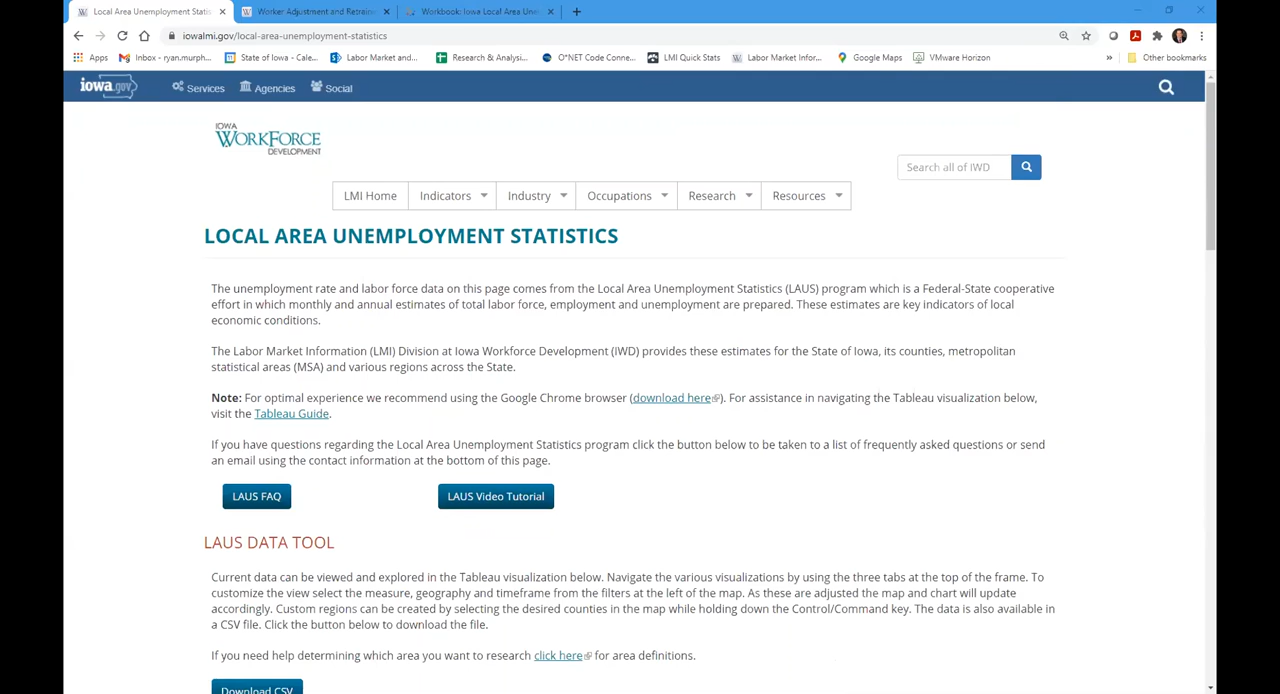 Local Area Unemployment Statis
Worker Adjustment and Retrainin
Workbook: Iowa Local Area Une
iowalmi.gov/local-area-unemployment-statistics
Apps
Inbox - ryan.murph...
State of Iowa - Cale...
Labor Market and...
Research & Analysi...
O*NET Code Conne...
LMI Quick Stats
Labor Market Infor...
Google Maps
VMware Horizon
»
Other bookmarks
iowa.gov
Services
Agencies
Social
IOWA
WORKFORCE
DEVELOPMENT
Search all of IWD
LMI Home
Indicators
Industry
Occupations
Research
Resources
LOCAL AREA UNEMPLOYMENT STATISTICS
The unemployment rate and labor force data on this page comes from the Local Area Unemployment Statistics (LAUS) program which is a Federal-State cooperative
effort in which monthly and annual estimates of total labor force, employment and unemployment are prepared. These estimates are key indicators of local
economic conditions.
The Labor Market Information (LMI) Division at Iowa Workforce Development (IWD) provides these estimates for the State of Iowa, its counties, metropolitan
statistical areas (MSA) and various regions across the State.
Note: For optimal experience we recommend using the Google Chrome browser (download here). For assistance in navigating the Tableau visualization below,
visit the Tableau Guide.
If you have questions regarding the Local Area Unemployment Statistics program click the button below to be taken to a list of frequently asked questions or send
an email using the contact information at the bottom of this page.
LAUS FAQ
LAUS Video Tutorial
LAUS DATA TOOL
Current data can be viewed and explored in the Tableau visualization below. Navigate the various visualizations by using the three tabs at the top of the frame. To
customize the view select the measure, geography and timeframe from the filters at the left of the map. As these are adjusted the map and chart will update
accordingly. Custom regions can be created by selecting the desired counties in the map while holding down the Control/Command key. The data is also available in
a CSV file. Click the button below to download the file.
If you need help determining which area you want to research click here for area definitions.
Download CSV